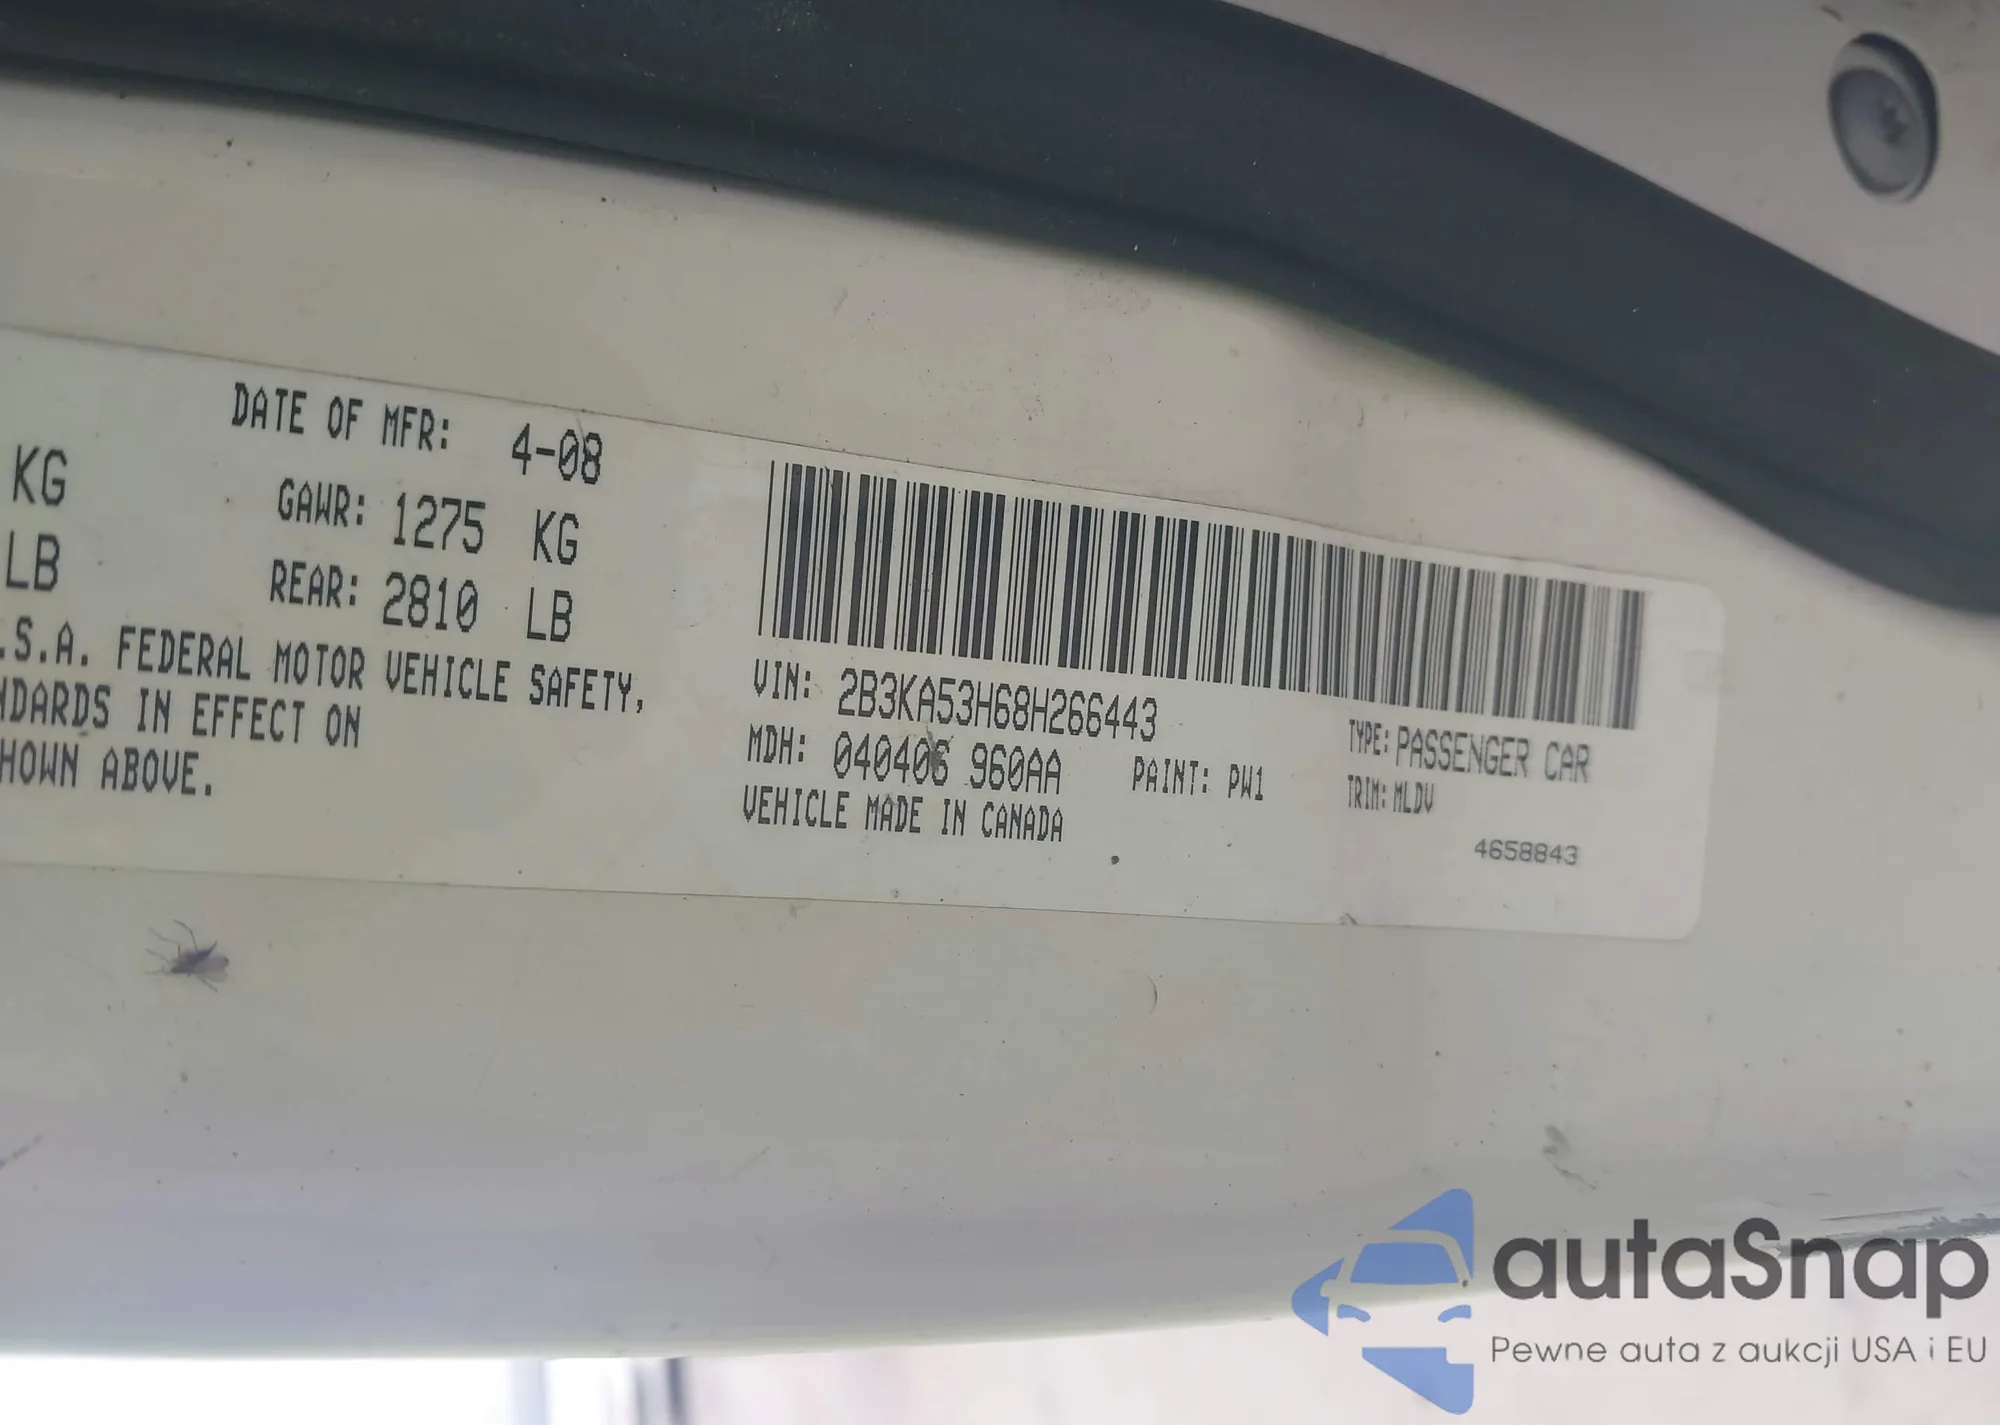 DATE OF MFR: 4-08
KG GAWR: 1275 KG
LB REAR: 2810 LB
.S.A. FEDERAL MOTOR VEHICLE SAFETY,
NDARDS IN EFFECT ON
HOWN ABOVE.
VIN: 2B3KA53H68H266443
MDH: 040406 960AA PAINT: PW1
VEHICLE MADE IN CANADA
TYPE: PASSENGER CAR
TRIM: MLDV
4658843
autaSnap
Pewne auta z aukcji USA i EU